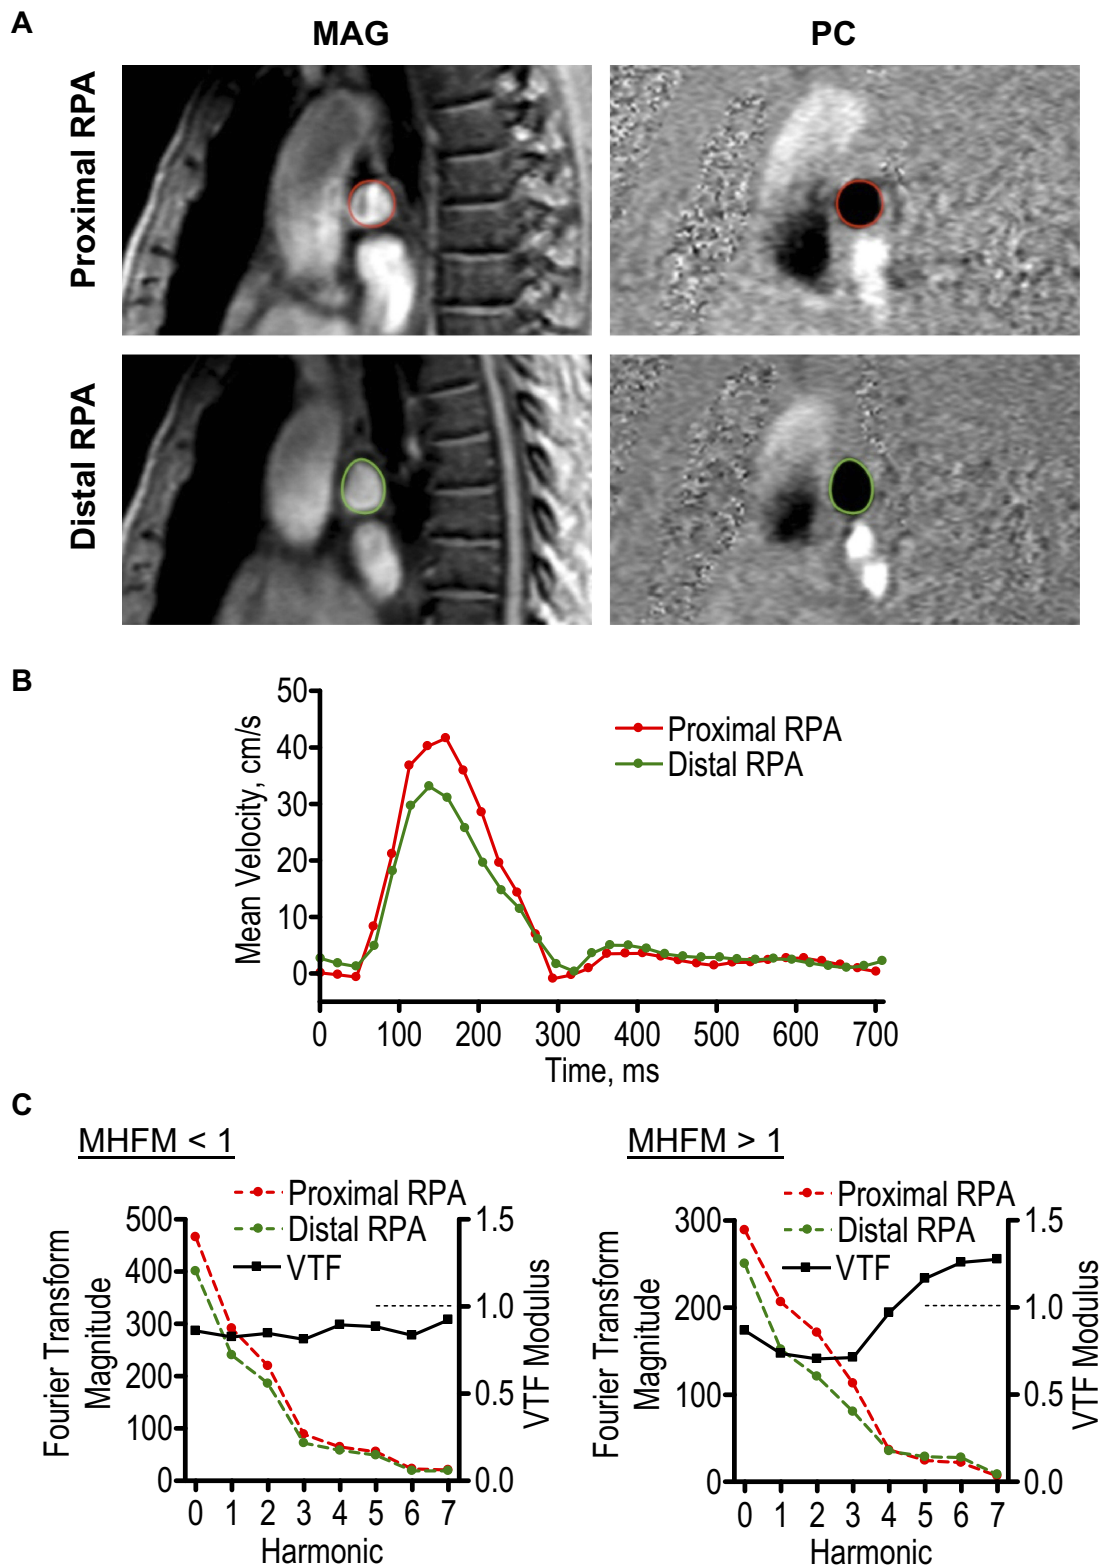 A
MAG
PC
Proximal RPA
Distal RPA
B
50
40
30
20
10
0
Mean Velocity, cm/s
Proximal RPA
Distal RPA
0 100 200 300 400 500 600 700
Time, ms
C
MHFM < 1
Proximal RPA
Distal RPA
VTF
500
400
300
200
100
0
Fourier Transform
Magnitude
1.5
1.0
0.5
0.0
VTF Modulus
0 1 2 3 4 5 6 7
Harmonic
MHFM > 1
Proximal RPA
Distal RPA
VTF
300
200
100
0
Fourier Transform
Magnitude
1.5
1.0
0.5
0.0
VTF Modulus
0 1 2 3 4 5 6 7
Harmonic